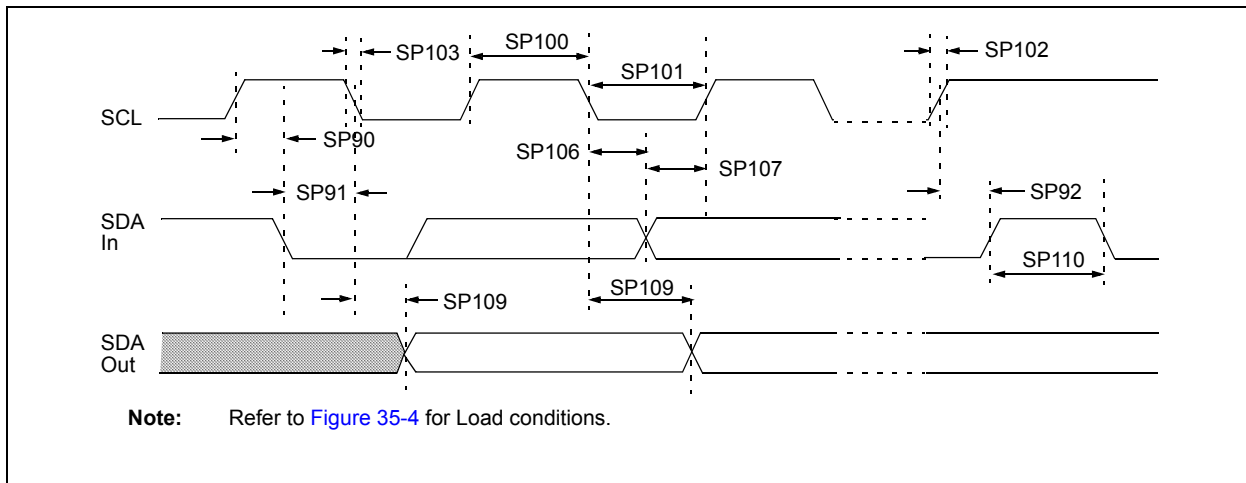 SP103
SP100
SP102
SP101
SCL
SP90
SP106
SP107
SP91
SP92
SDA
In
SP110
SP109
SP109
SDA
Out
Note: Refer to Figure 35-4 for Load conditions.